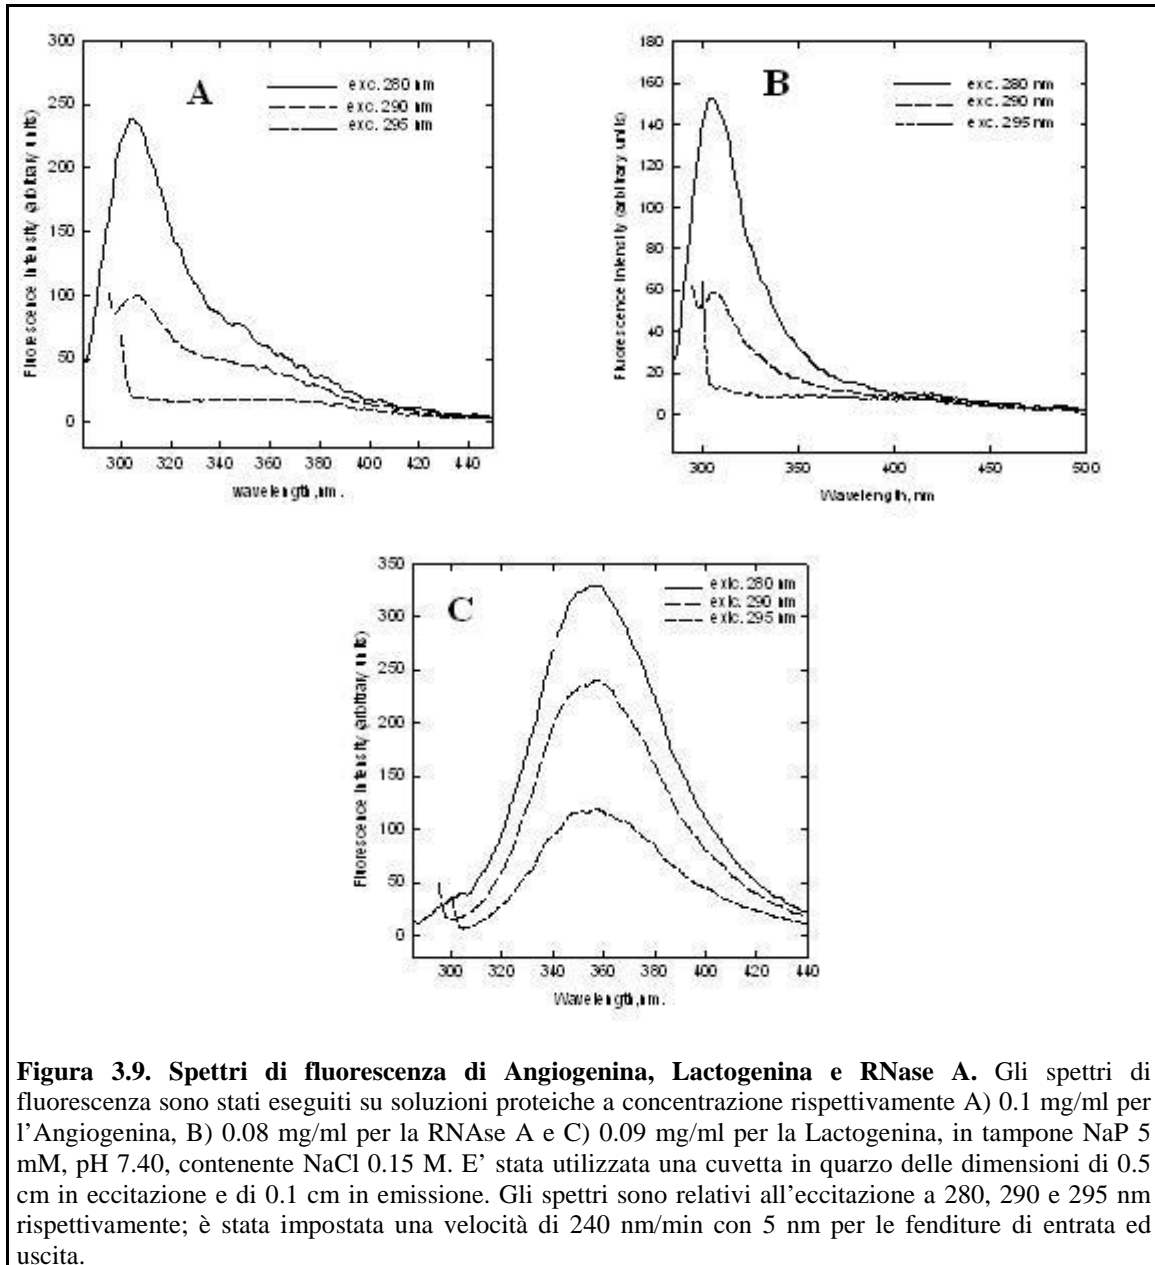 300
250
200
150
100
50
0
A
exc. 280 nm
exc. 290 nm
exc. 295 nm
Fluorescence Intensity (arbitrary units)
300 320 340 360 380 400 420 440
wavelength, nm.
180
160
140
120
100
80
60
40
20
0
B
exc. 280 nm
exc. 290 nm
exc. 295 nm
Fluorescence Intensity (arbitrary units)
300 350 400 450 500
Wavelength, nm
350
300
250
200
150
100
50
0
C
exic. 280 nm
exic. 290 nm
exic. 295 nm
Fluorescence Intensity (arbitrary units)
300 320 340 360 380 400 420 440
Wavelength, nm.
Figura 3.9. Spettri di fluorescenza di Angiogenina, Lactogenina e RNase A. Gli spettri di
fluorescenza sono stati eseguiti su soluzioni proteiche a concentrazione rispettivamente A) 0.1 mg/ml per
l’Angiogenina, B) 0.08 mg/ml per la RNAse A e C) 0.09 mg/ml per la Lactogenina, in tampone NaP 5
mM, pH 7.40, contenente NaCl 0.15 M. E’ stata utilizzata una cuvetta in quarzo delle dimensioni di 0.5
cm in eccitazione e di 0.1 cm in emissione. Gli spettri sono relativi all’eccitazione a 280, 290 e 295 nm
rispettivamente; è stata impostata una velocità di 240 nm/min con 5 nm per le fenditure di entrata ed
uscita.